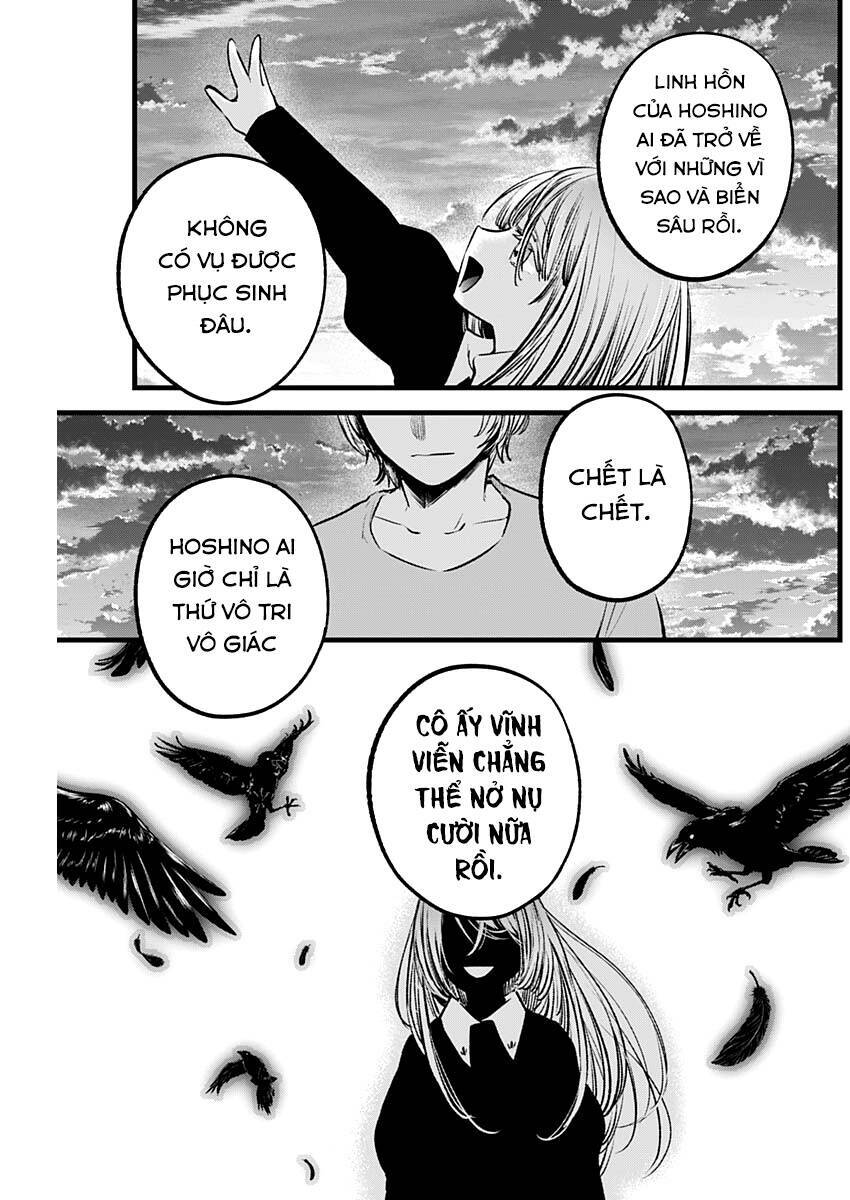 LINH HỒN
CỦA HOSHINO
AI ĐÃ TRỞ VỀ
VỚI NHỮNG VÌ
SAO VÀ BIỂN
SÂU RỒI.
KHÔNG
CÓ VỤ ĐƯỢC
PHỤC SINH
ĐÂU.
CHẾT LÀ
CHẾT.
HOSHINO AI
GIỜ CHỈ LÀ
THỨ VÔ TRI
VÔ GIÁC
CÔ ẤY VĨNH
VIỄN CHẲNG
THỂ NỞ NỤ
CƯỜI NỮA
RỒI.